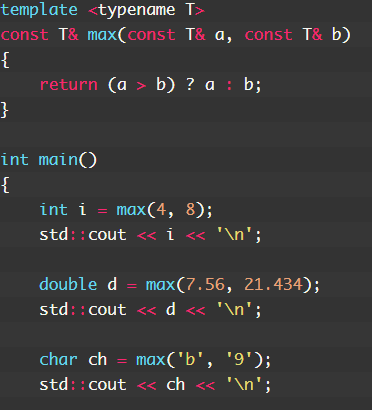 template <typename T>
const T& max(const T& a, const T& b)
{
    return (a > b) ? a : b;
}

int main()
{
    int i = max(4, 8);
    std::cout << i << '\n';

    double d = max(7.56, 21.434);
    std::cout << d << '\n';

    char ch = max('b', '9');
    std::cout << ch << '\n';